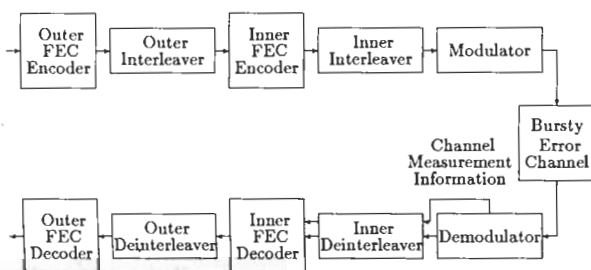 Outer
FEC
Encoder
Outer
Interleaver
Inner
FEC
Encoder
Inner
Interleaver
Modulator
Bursty
Error
Channel
Channel
Measurement
Information
Outer
FEC
Decoder
Outer
Deinterleaver
Inner
FEC
Decoder
Inner
Deinterleaver
Demodulator